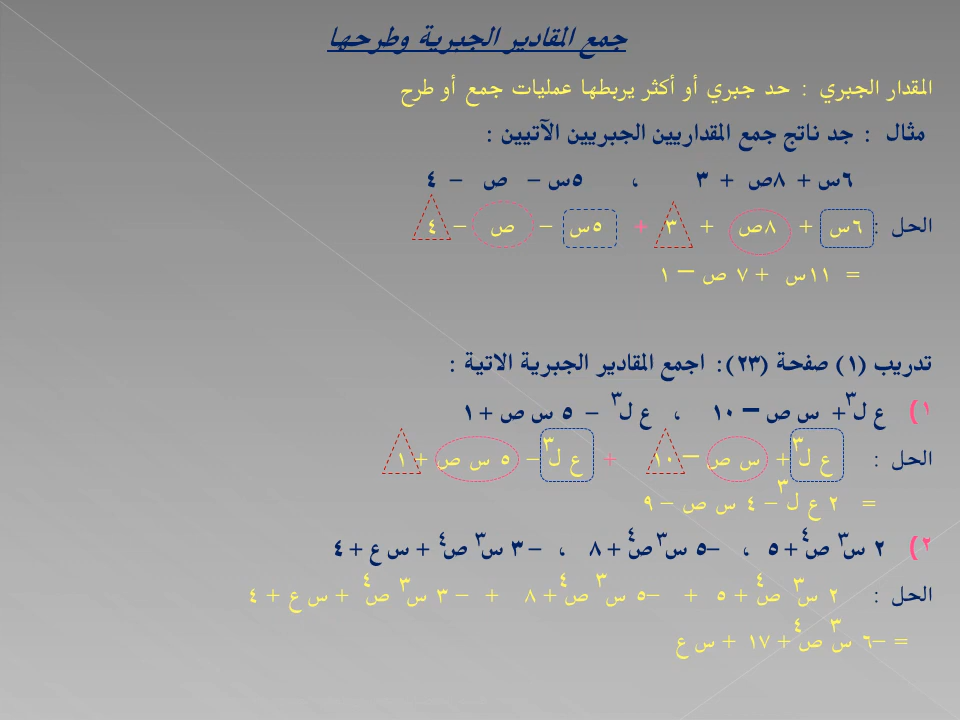 جمع المقادير الجبرية وطرحها
المقدار الجبري : حد جبري أو أكثر يربطها عمليات جمع أو طرح
مثال : جد ناتج جمع المقداريين الجبريين الآتيين :
٦س + ٨ص + ٣ ، ٥س – ص – ٤
الحل : ٦س + ٨ص + ٣ + ٥س – ص – ٤
= ١١س + ٧ ص – ١
تدريب (١) صفحة (٢٣): اجمع المقادير الجبرية الاتية :
١) ع ل٣ + س ص – ١٠ ، ع ل٣ – ٥ س ص + ١
الحل : ع ل٣ + س ص – ١٠ + ع ل٣ – ٥ س ص + ١
= ٢ ع ل٣ – ٤ س ص – ٩
٢) ٢ س٣ ص٤ + ٥ ، –٥ س٣ ص٤ + ٨ ، – ٣ س٣ ص٤ + س ع + ٤
الحل : ٢ س٣ ص٤ + ٥ + –٥ س٣ ص٤ + ٨ + – ٣ س٣ ص٤ + س ع + ٤
= –٦ س٣ ص٤ + ١٧ + س ع